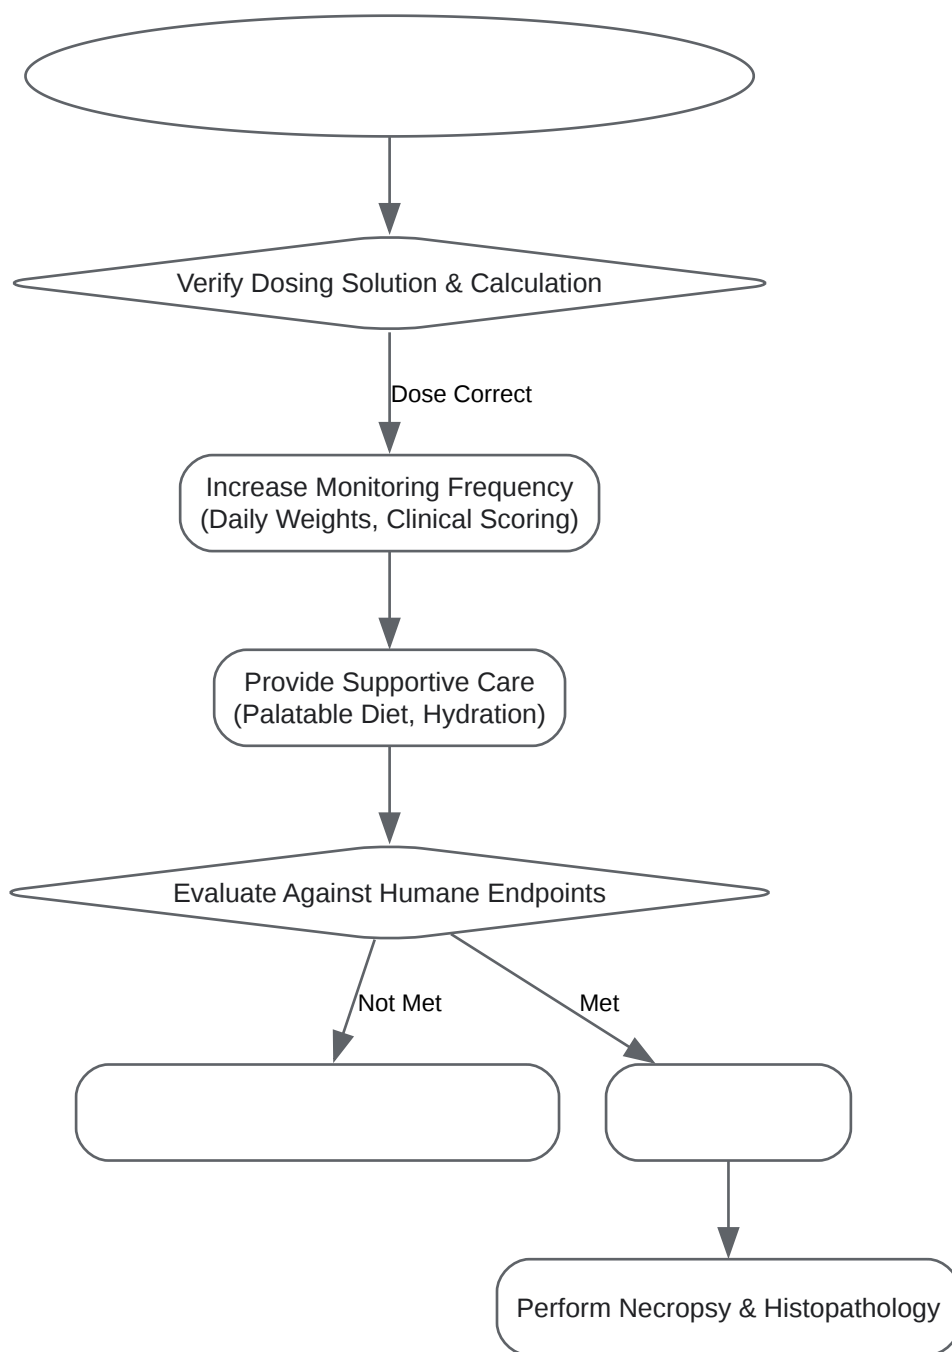 Verify Dosing Solution & Calculation
Dose Correct
Increase Monitoring Frequency
(Daily Weights, Clinical Scoring)
Provide Supportive Care
(Palatable Diet, Hydration)
Evaluate Against Humane Endpoints
Not Met
Met
Perform Necropsy & Histopathology